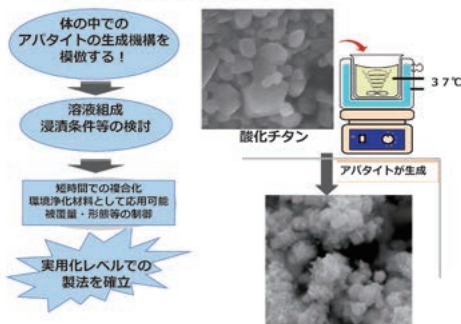 体の中での
アパタイトの生成機構を
模倣する！
溶液組成
浸漬条件等の検討
短時間での複合化
環境浄化材料として応用可能
被覆量・形態等の制御
実用化レベルでの
製法を確立
酸化チタン
３７℃
アパタイトが生成